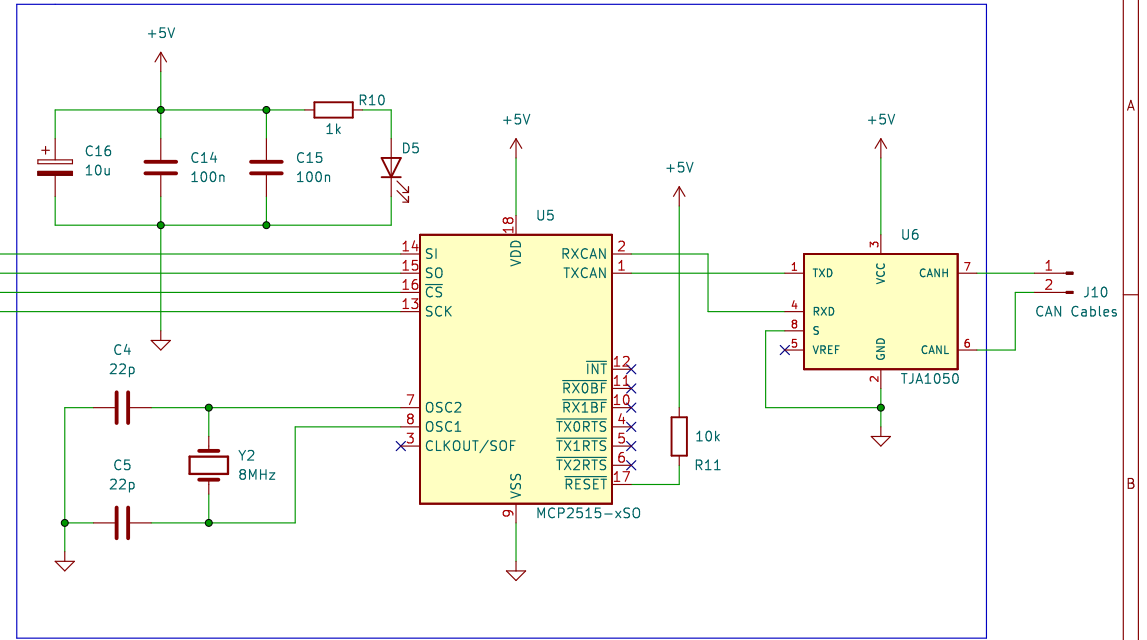 +5V
R10
1k
+
C16
10u
C14
100n
C15
100n
D5
+5V
+5V
+5V
U5
U6
18
VDD
14
SI
15
SO
16
CS
13
SCK
RXCAN
2
TXCAN
1
3
VCC
1
TXD
4
RXD
8
S
5
VREF
CANH
7
CANL
6
GND
2
TJA1050
1
2
J10
CAN Cables
A
B
C4
22p
C5
22p
Y2
8MHz
7
OSC2
8
OSC1
3
CLKOUT/SOF
INT
12
RX0BF
11
RX1BF
10
TX0RTS
4
TX1RTS
5
TX2RTS
6
RESET
17
VSS
9
MCP2515-xSO
10k
R11